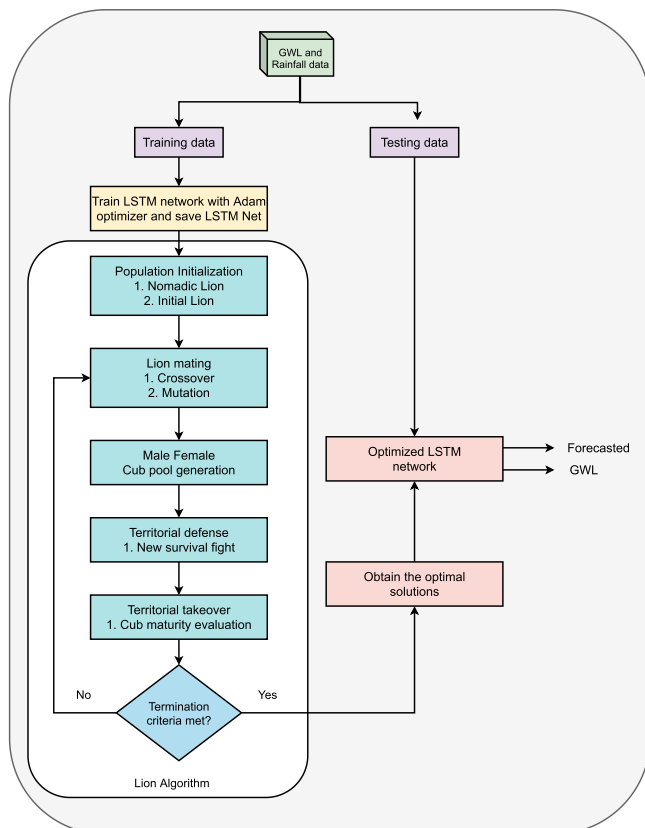 GWL and
Rainfall data
Training data
Testing data
Train LSTM network with Adam
optimizer and save LSTM Net
Population Initialization
1. Nomadic Lion
2. Initial Lion
Lion mating
1. Crossover
2. Mutation
Male Female
Cub pool generation
Optimized LSTM
network
Forecasted
GWL
Territorial defense
1. New survival fight
Obtain the optimal
solutions
Territorial takeover
1. Cub maturity evaluation
No
Yes
Termination
criteria met?
Lion Algorithm